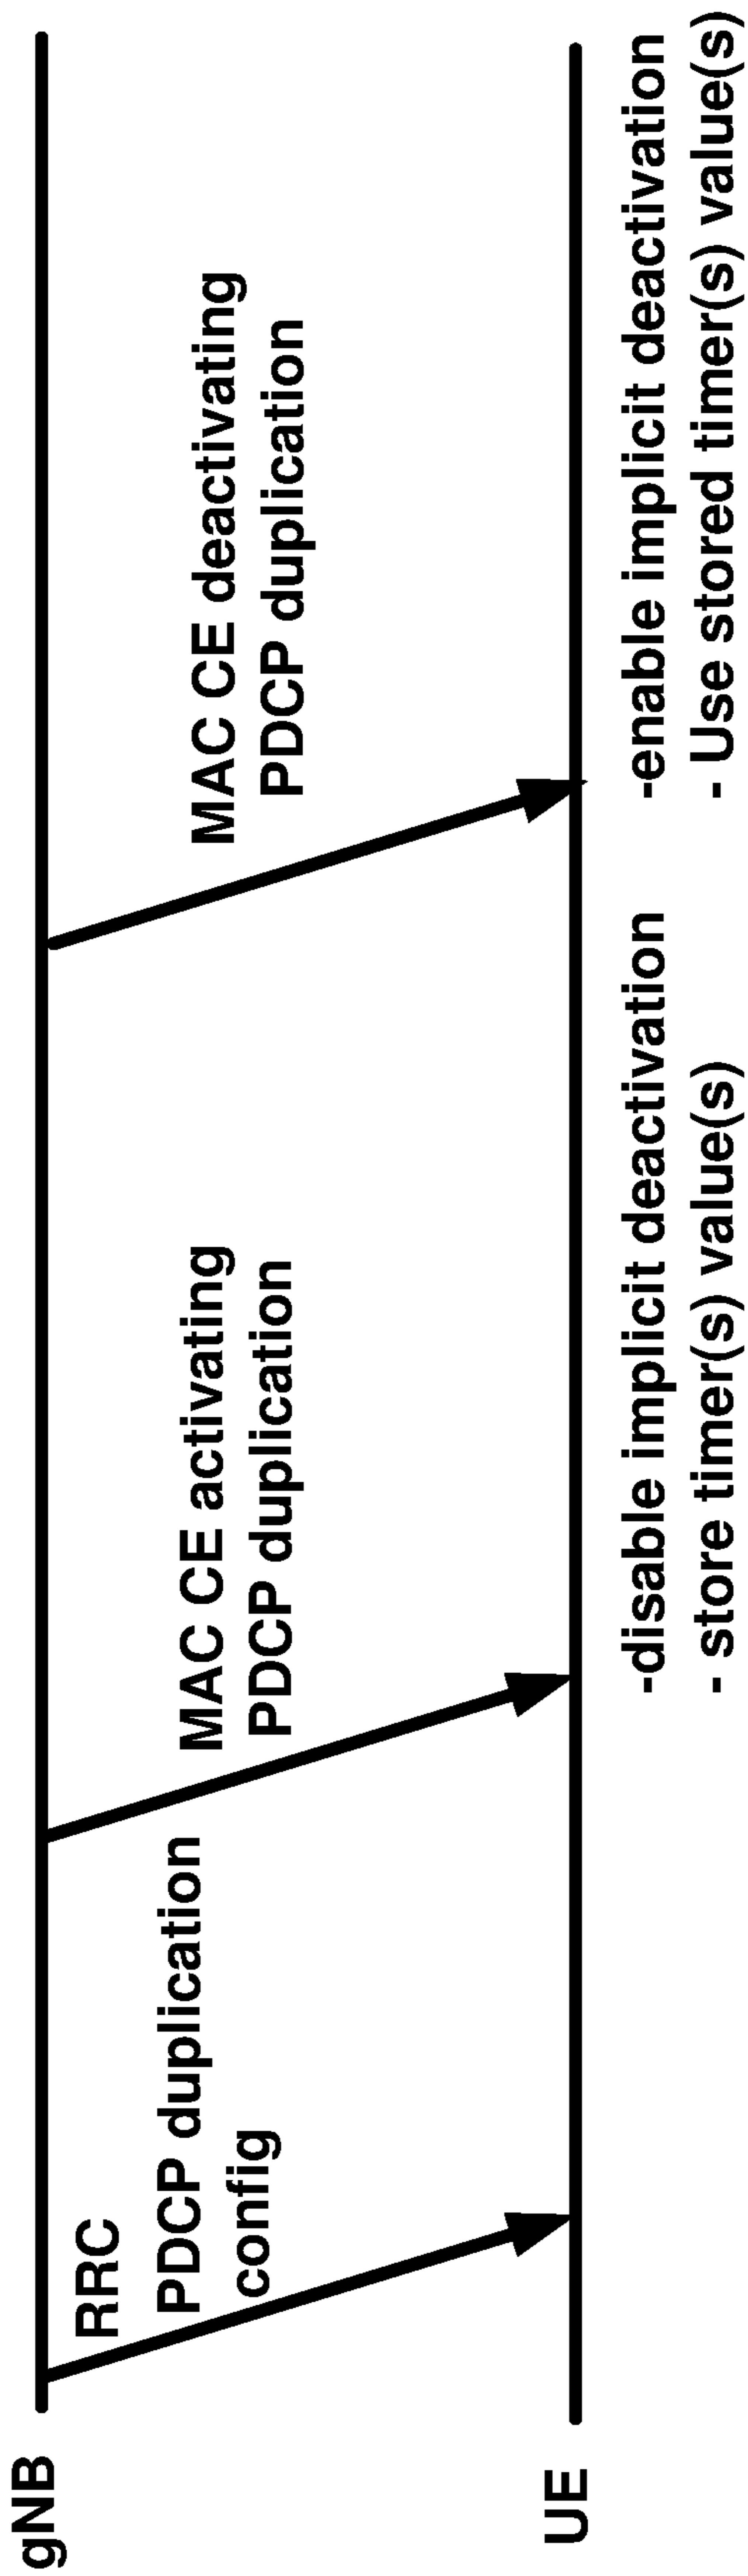 gNB
RRC
PDCP duplication
config
MAC CE activating
PDCP duplication
MAC CE deactivating
PDCP duplication
UE
-disable implicit deactivation
- store timer(s) value(s)
-enable implicit deactivation
- Use stored timer(s) value(s)